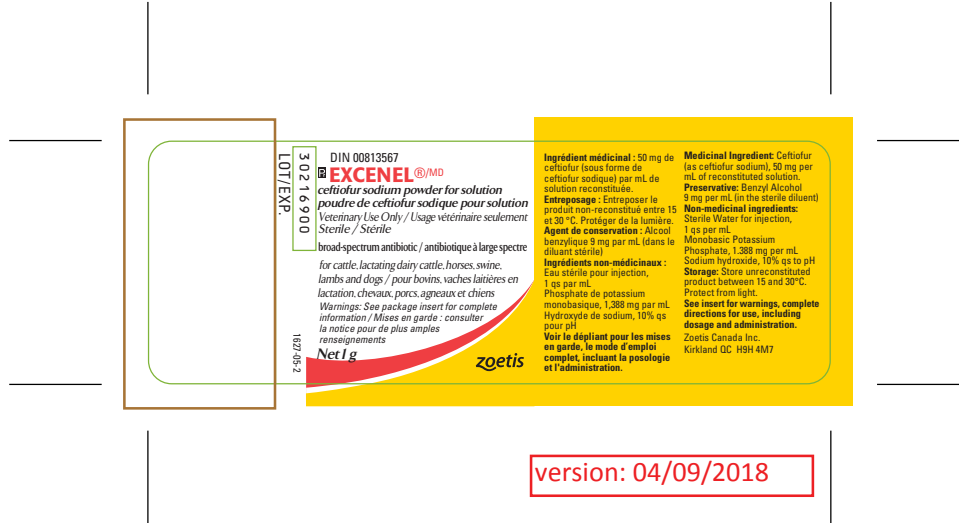 LOT/EXP.
30216900
DIN 00813567
Pr EXCENEL®/MD
ceftiofur sodium powder for solution
poudre de ceftiofur sodique pour solution
Veterinary Use Only / Usage vétérinaire seulement
Sterile / Stérile
broad-spectrum antibiotic / antibiotique à large spectre
for cattle, lactating dairy cattle, horses, swine,
lambs and dogs / pour bovins, vaches laitières en
lactation, chevaux, porcs, agneaux et chiens
Warnings: See package insert for complete
information / Mises en garde : consulter
la notice pour de plus amples
renseignements
Net 1 g
1627-05-2
zoetis
Ingrédient médicinal : 50 mg de
ceftiofur (sous forme de
ceftiofur sodique) par mL de
solution reconstituée.
Entreposage : Entreposer le
produit non-reconstitué entre 15
et 30 °C. Protéger de la lumière.
Agent de conservation : Alcool
benzylique 9 mg par mL (dans le
diluant stérile)
Ingrédients non-médicinaux :
Eau stérile pour injection,
1 qs par mL
Phosphate de potassium
monobasique, 1,388 mg par mL
Hydroxyde de sodium, 10% qs
pour pH
Voir le dépliant pour les mises
en garde, le mode d'emploi
complet, incluant la posologie
et l'administration.
Medicinal Ingredient: Ceftiofur
(as ceftiofur sodium), 50 mg per
mL of reconstituted solution.
Preservative: Benzyl Alcohol
9 mg per mL (in the sterile diluent)
Non-medicinal ingredients:
Sterile Water for injection,
1 qs per mL
Monobasic Potassium
Phosphate, 1.388 mg per mL
Sodium hydroxide, 10% qs to pH
Storage: Store unreconstituted
product between 15 and 30°C.
Protect from light.
See insert for warnings, complete
directions for use, including
dosage and administration.
Zoetis Canada Inc.
Kirkland QC H9H 4M7
version: 04/09/2018